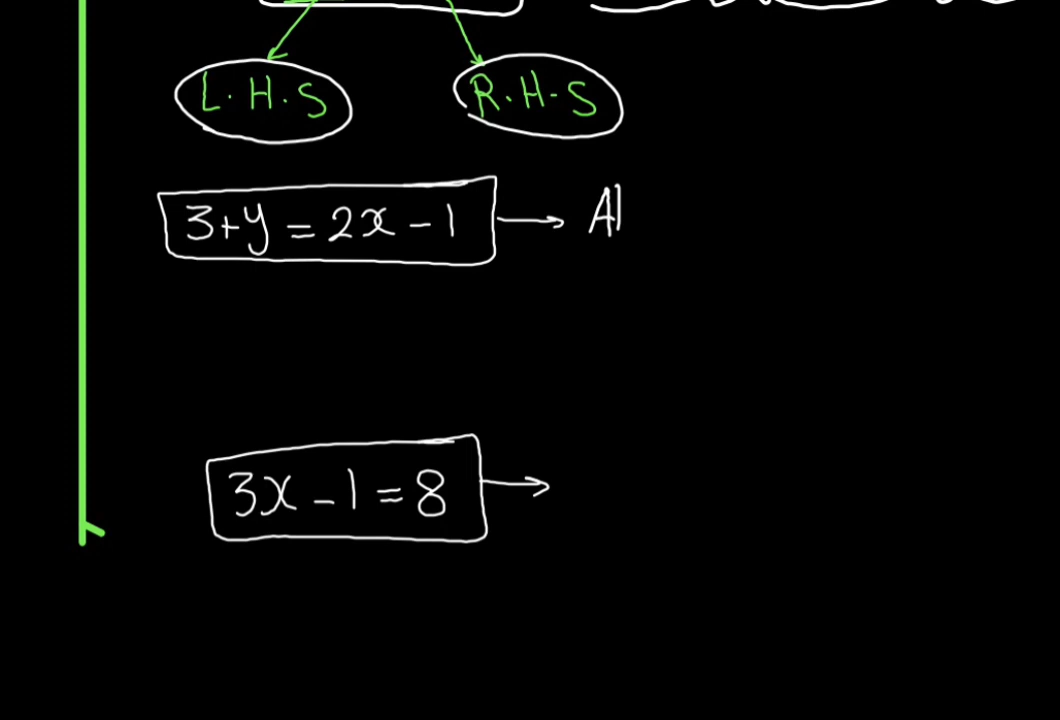 L.H.S R.H.S
3+y = 2x - 1 → Al
3x - 1 = 8 →